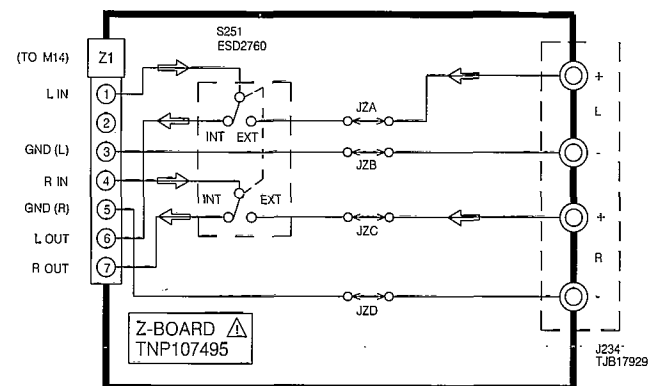 S251
ESD2760
(TO M14) Z1
L IN 1
2
GND (L) 3
R IN 4
GND (R) 5
L OUT 6
R OUT 7
INT EXT
INT EXT
JZA
JZB
JZC
JZD
+
L
-
+
R
-
Z-BOARD
TNP107495
J234
TJB17929